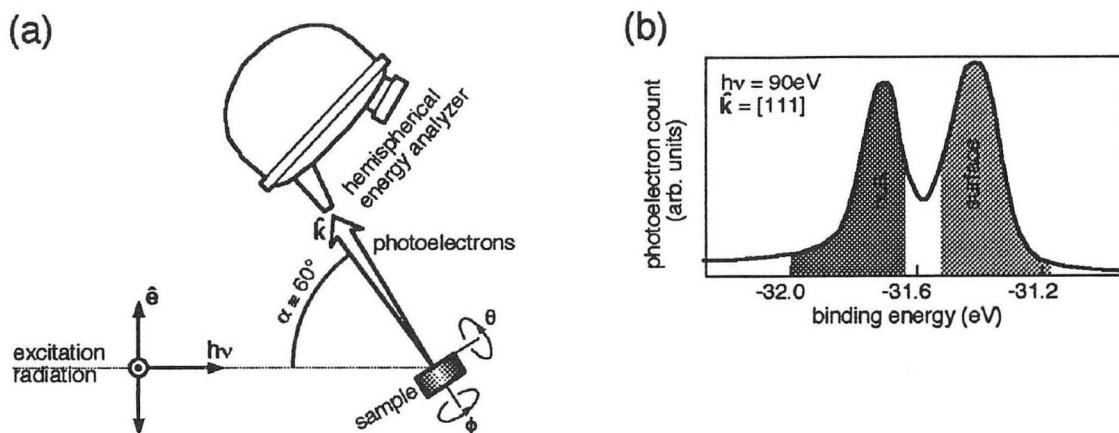 (a)
hemispherical
energy analyzer
k̂
photoelectrons
α ≅ 60°
ê
θ
excitation
radiation
hν
sample
ϕ
(b)
hν = 90eV
k̂ = [111]
photoelectron count
(arb. units)
surface
-32.0
-31.6
-31.2
binding energy (eV)